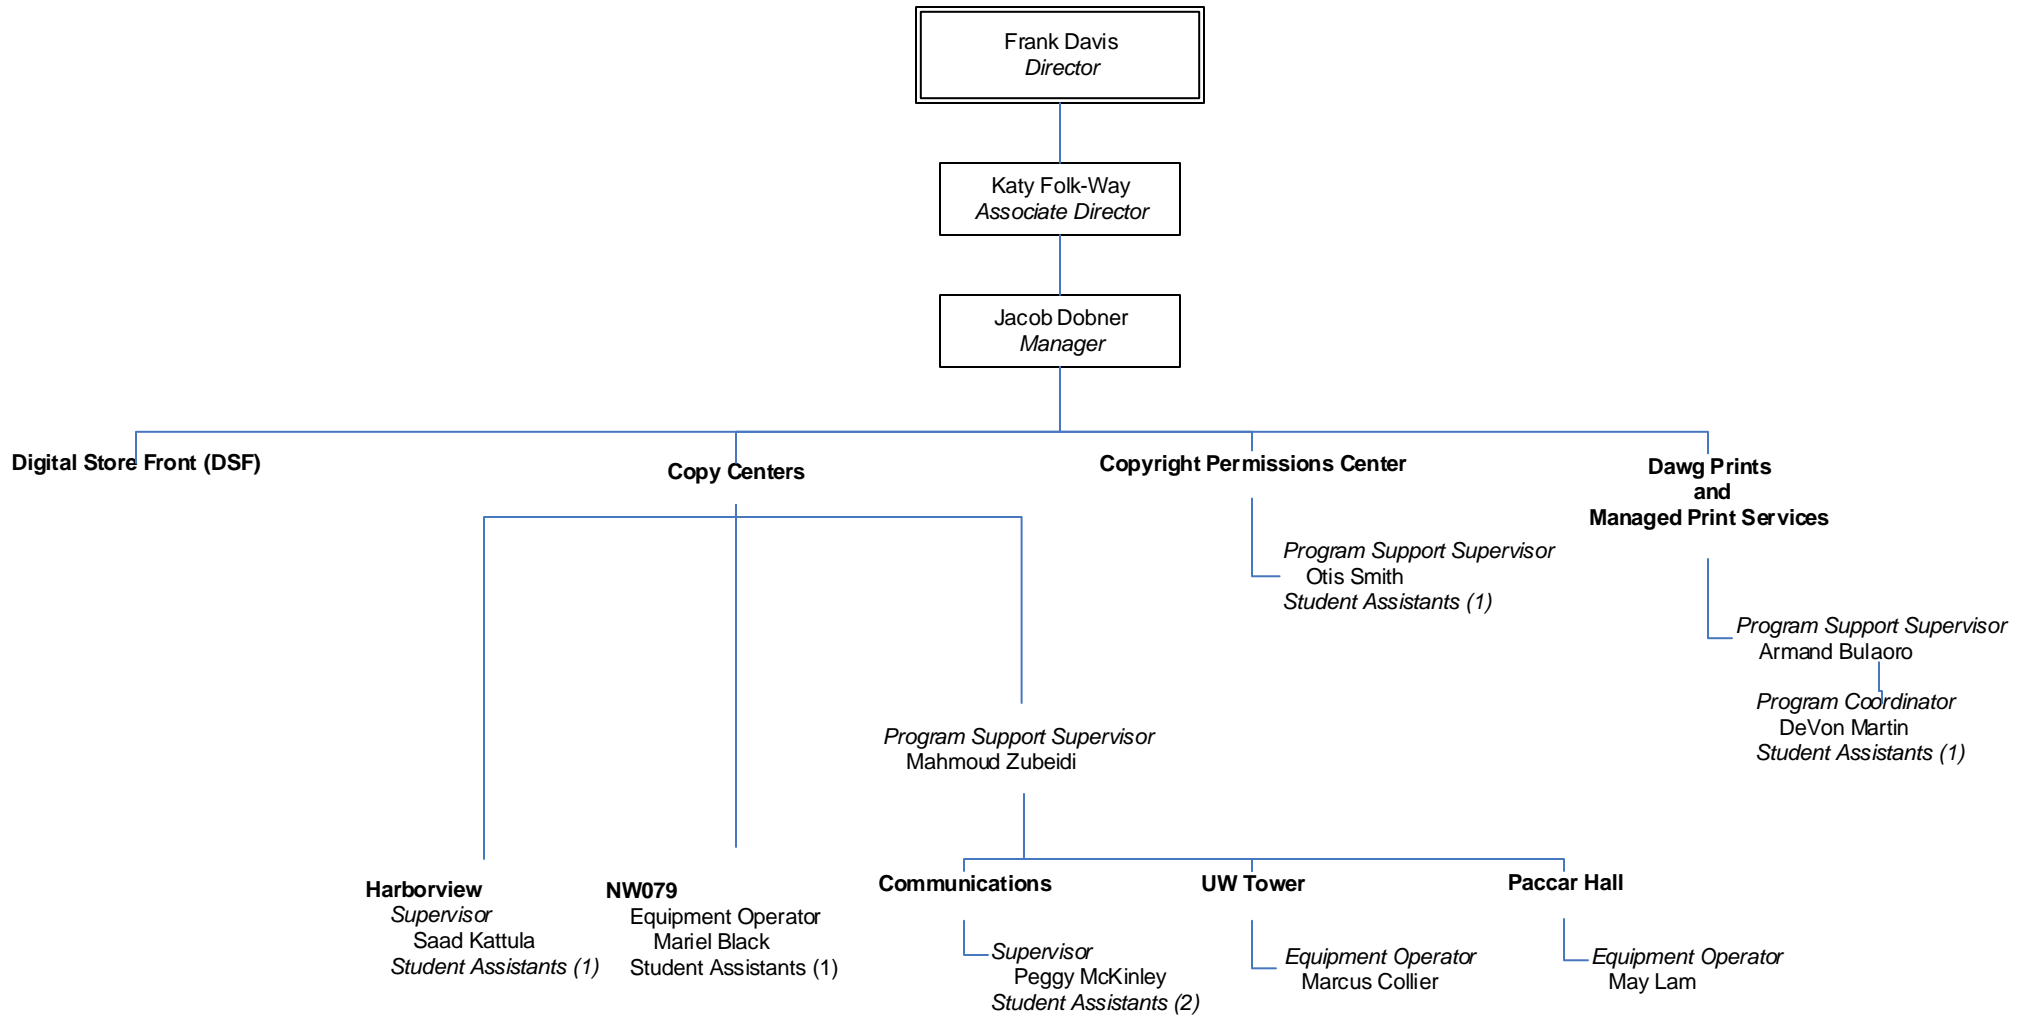 Frank Davis
Director
Katy Folk-Way
Associate Director
Jacob Dobner
Manager
Digital Store Front (DSF)
Copy Centers
Copyright Permissions Center
Dawg Prints
and
Managed Print Services
Program Support Supervisor
Otis Smith
Student Assistants (1)
Program Support Supervisor
Armand Bulaoro
Program Coordinator
DeVon Martin
Student Assistants (1)
Program Support Supervisor
Mahmoud Zubeidi
Harborview
Supervisor
Saad Kattula
Student Assistants (1)
NW079
Equipment Operator
Mariel Black
Student Assistants (1)
Communications
Supervisor
Peggy McKinley
Student Assistants (2)
UW Tower
Equipment Operator
Marcus Collier
Paccar Hall
Equipment Operator
May Lam